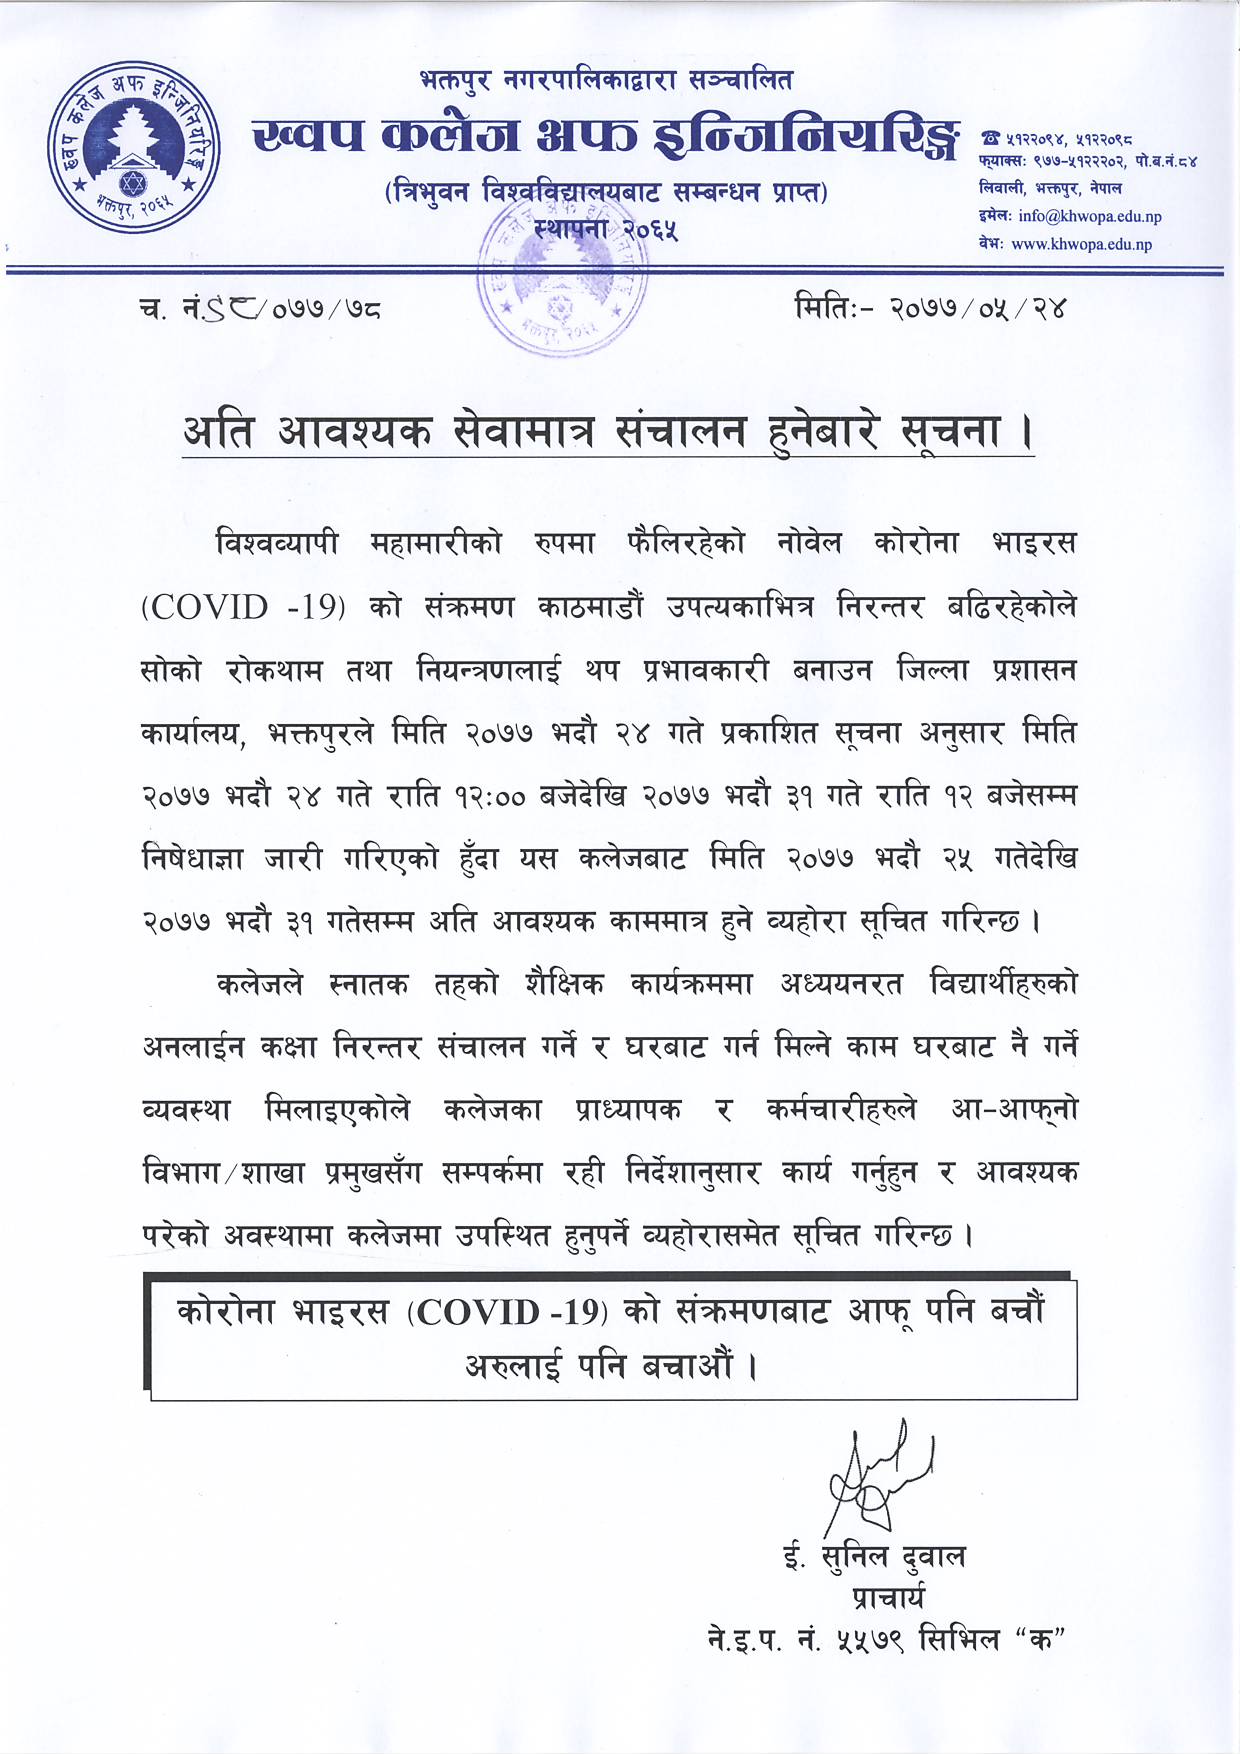 ख्वप कलेज अफ इन्जिनियरिङ्ग
भक्तपुर, २०६५
भक्तपुर नगरपालिकाद्वारा सञ्चालित
ख्वप कलेज अफ इन्जिनियरिङ्ग
(त्रिभुवन विश्वविद्यालयबाट सम्बन्धन प्राप्त)
स्थापना २०६५
☎ ५१२२०९४, ५१२२०९८
फ्याक्सः ९७७-५१२२२०२, पो.ब.नं.८४
लिवाली, भक्तपुर, नेपाल
इमेलः info@khwopa.edu.np
वेभः www.khwopa.edu.np
ख्वप कलेज अफ इन्जिनियरिङ्ग
भक्तपुर, २०६५
च. नं. /०७७/७८
मितिः- २०७७/०५/२४
अति आवश्यक सेवामात्र संचालन हुनेबारे सूचना ।
विश्वव्यापी महामारीको रुपमा फैलिरहेको नोवेल कोरोना भाइरस
(COVID -19) को संक्रमण काठमाडौं उपत्यकाभित्र निरन्तर बढिरहेकोले
सोको रोकथाम तथा नियन्त्रणलाई थप प्रभावकारी बनाउन जिल्ला प्रशासन
कार्यालय, भक्तपुरले मिति २०७७ भदौ २४ गते प्रकाशित सूचना अनुसार मिति
२०७७ भदौ २४ गते राति १२:०० बजेदेखि २०७७ भदौ ३१ गते राति १२ बजेसम्म
निषेधाज्ञा जारी गरिएको हुँदा यस कलेजबाट मिति २०७७ भदौ २५ गतेदेखि
२०७७ भदौ ३१ गतेसम्म अति आवश्यक काममात्र हुने व्यहोरा सूचित गरिन्छ ।
कलेजले स्नातक तहको शैक्षिक कार्यक्रममा अध्ययनरत विद्यार्थीहरुको
अनलाईन कक्षा निरन्तर संचालन गर्ने र घरबाट गर्न मिल्ने काम घरबाट नै गर्ने
व्यवस्था मिलाइएकोले कलेजका प्राध्यापक र कर्मचारीहरुले आ-आफ्नो
विभाग/शाखा प्रमुखसँग सम्पर्कमा रही निर्देशानुसार कार्य गर्नुहुन र आवश्यक
परेको अवस्थामा कलेजमा उपस्थित हुनुपर्ने व्यहोरासमेत सूचित गरिन्छ ।
कोरोना भाइरस (COVID -19) को संक्रमणबाट आफू पनि बचौं
अरुलाई पनि बचाऔं ।
ई. सुनिल दुवाल
प्राचार्य
ने.इ.प. नं. ५५७९ सिभिल “क”